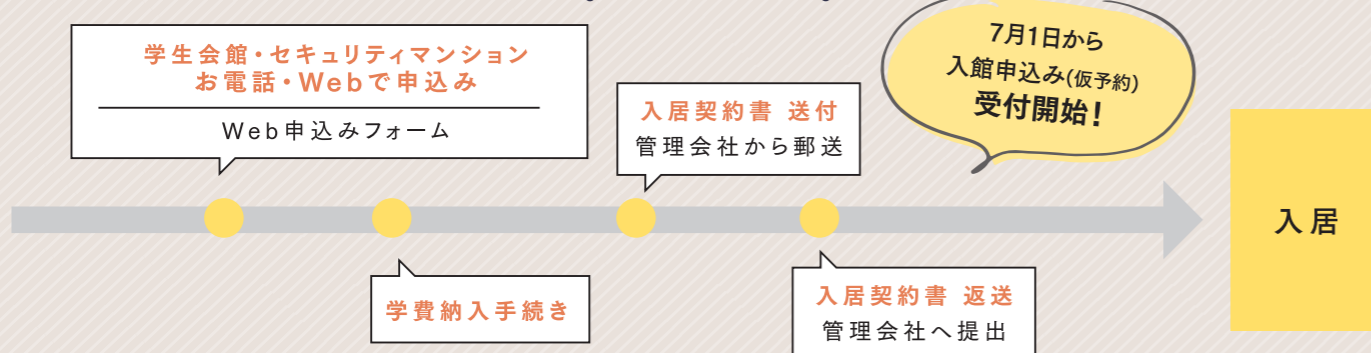 学生会館・セキュリティマンション
お電話・Webで申込み
Web申込みフォーム
学費納入手続き
入居契約書 送付
管理会社から郵送
入居契約書 返送
管理会社へ提出
7月1日から
入館申込み(仮予約)
受付開始!
入居